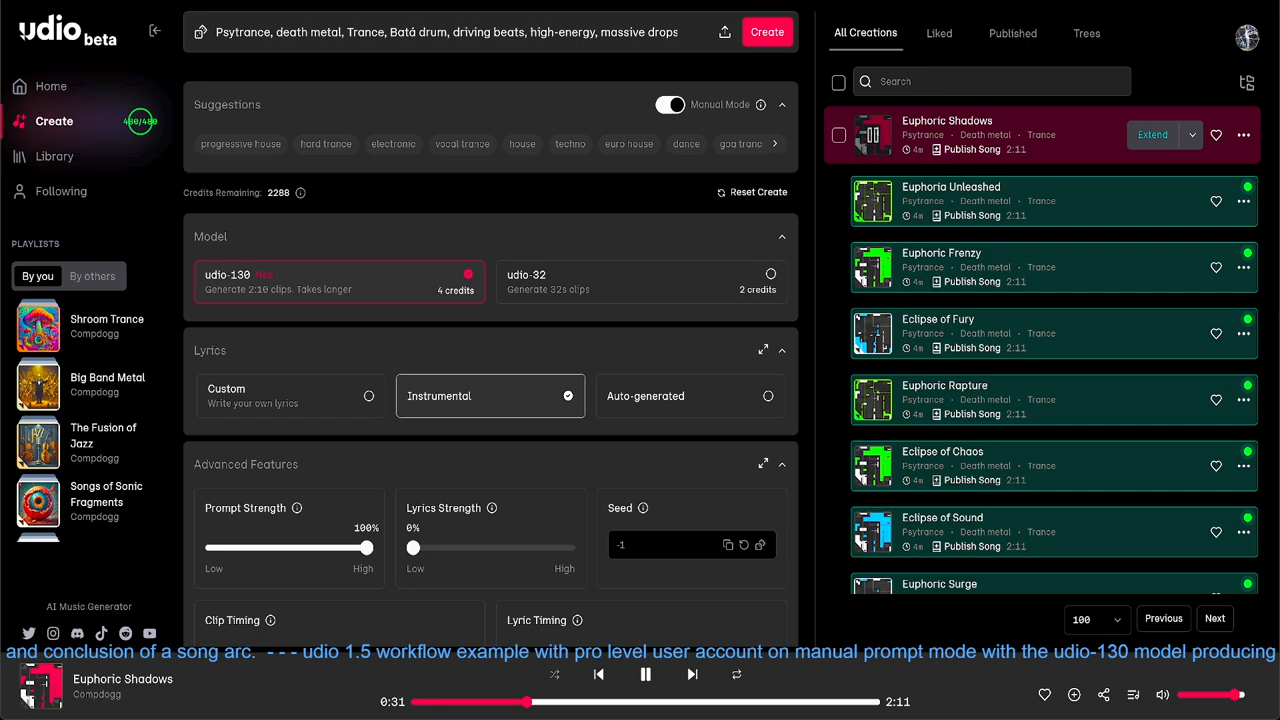 udio beta
Home
Create
480/480
Library
Following
PLAYLISTS
By you
By others
Shroom Trance
Compdogg
Big Band Metal
Compdogg
The Fusion of
Jazz
Compdogg
Songs of Sonic
Fragments
Compdogg
AI Music Generator
Psytrance, death metal, Trance, Batá drum, driving beats, high-energy, massive drops
Create
Suggestions
Manual Mode
progressive house
hard trance
electronic
vocal trance
house
techno
euro house
dance
goa tranc
Credits Remaining: 2288
Reset Create
Model
udio-130 New
Generate 2:10 clips. Takes longer
4 credits
udio-32
Generate 32s clips
2 credits
Lyrics
Custom
Write your own lyrics
Instrumental
Auto-generated
Advanced Features
Prompt Strength
100%
Low
High
Lyrics Strength
0%
Low
High
Seed
-1
Clip Timing
Lyric Timing
All Creations
Liked
Published
Trees
Search
Euphoric Shadows
Psytrance · Death metal · Trance
4m Publish Song 2:11
Extend
Euphoria Unleashed
Psytrance · Death metal · Trance
4m Publish Song 2:11
Euphoric Frenzy
Psytrance · Death metal · Trance
4m Publish Song 2:11
Eclipse of Fury
Psytrance · Death metal · Trance
4m Publish Song 2:11
Euphoric Rapture
Psytrance · Death metal · Trance
4m Publish Song 2:11
Eclipse of Chaos
Psytrance · Death metal · Trance
4m Publish Song 2:11
Eclipse of Sound
Psytrance · Death metal · Trance
4m Publish Song 2:11
Euphoric Surge
100
Previous
Next
and conclusion of a song arc. - - - udio 1.5 workflow example with pro level user account on manual prompt mode with the udio-130 model producing
Euphoric Shadows
Compdogg
0:31
2:11